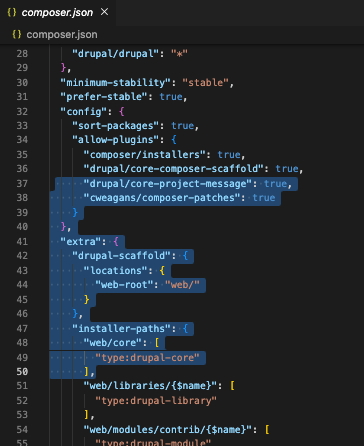 {} composer.json ×
{} composer.json
28 "drupal/drupal": "*"
29 },
30 "minimum-stability": "stable",
31 "prefer-stable": true,
32 "config": {
33 "sort-packages": true,
34 "allow-plugins": {
35 "composer/installers": true,
36 "drupal/core-composer-scaffold": true,
37 "drupal/core-project-message": true,
38 "cweagans/composer-patches": true
39 }
40 },
41 "extra": {
42 "drupal-scaffold": {
43 "locations": {
44 "web-root": "web/"
45 }
46 },
47 "installer-paths": {
48 "web/core": [
49 "type:drupal-core"
50 ],
51 "web/libraries/{$name}": [
52 "type:drupal-library"
53 ],
54 "web/modules/contrib/{$name}": [
55 "type:drupal-module"